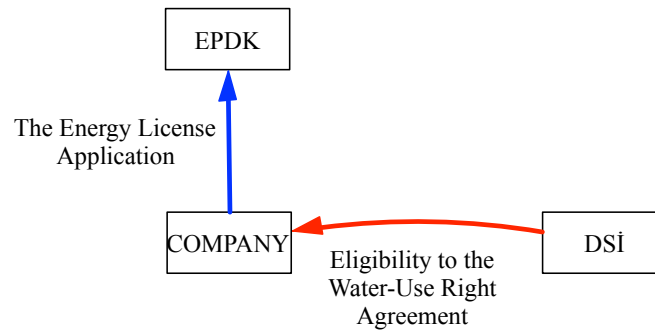 EPDK
The Energy License
Application
COMPANY
DSİ
Eligibility to the
Water-Use Right
Agreement